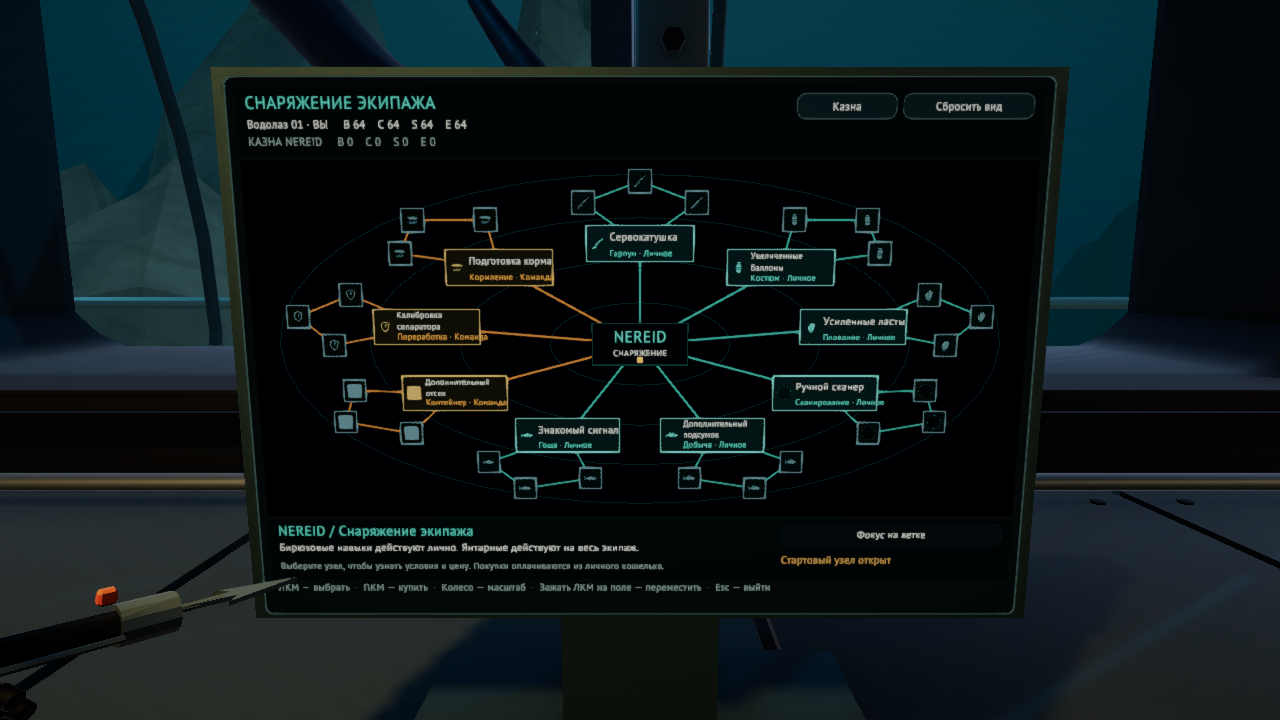 СНАРЯЖЕНИЕ ЭКИПАЖА
Водолаз 01 · ВЫ B 64 C 64 S 64 E 64
КАЗНА NEREID B 0 C 0 S 0 E 0
Казна
Сбросить вид
Сервокатушка
Гарпун · Личное
Подготовка корма
Кормление · Команда
Увеличенные
баллоны
Костюм · Личное
Калибровка
сепаратора
Переработка · Команда
NEREID
СНАРЯЖЕНИЕ
Усиленные ласты
Плавание · Личное
Дополнительный
отсек
Контейнер · Команда
Ручной сканер
Сканирование · Личное
Знакомый сигнал
Гоша · Личное
Дополнительный
подсумок
Добыча · Личное
NEREID / Снаряжение экипажа
Бирюзовые навыки действуют лично. Янтарные действуют на весь экипаж.
Выберите узел, чтобы узнать условия и цену. Покупки оплачиваются из личного кошелька.
Фокус на ветке
Стартовый узел открыт
ЛКМ — выбрать · ПКМ — купить · Колесо — масштаб · Зажать ЛКМ на поле — переместить · Esc — выйти